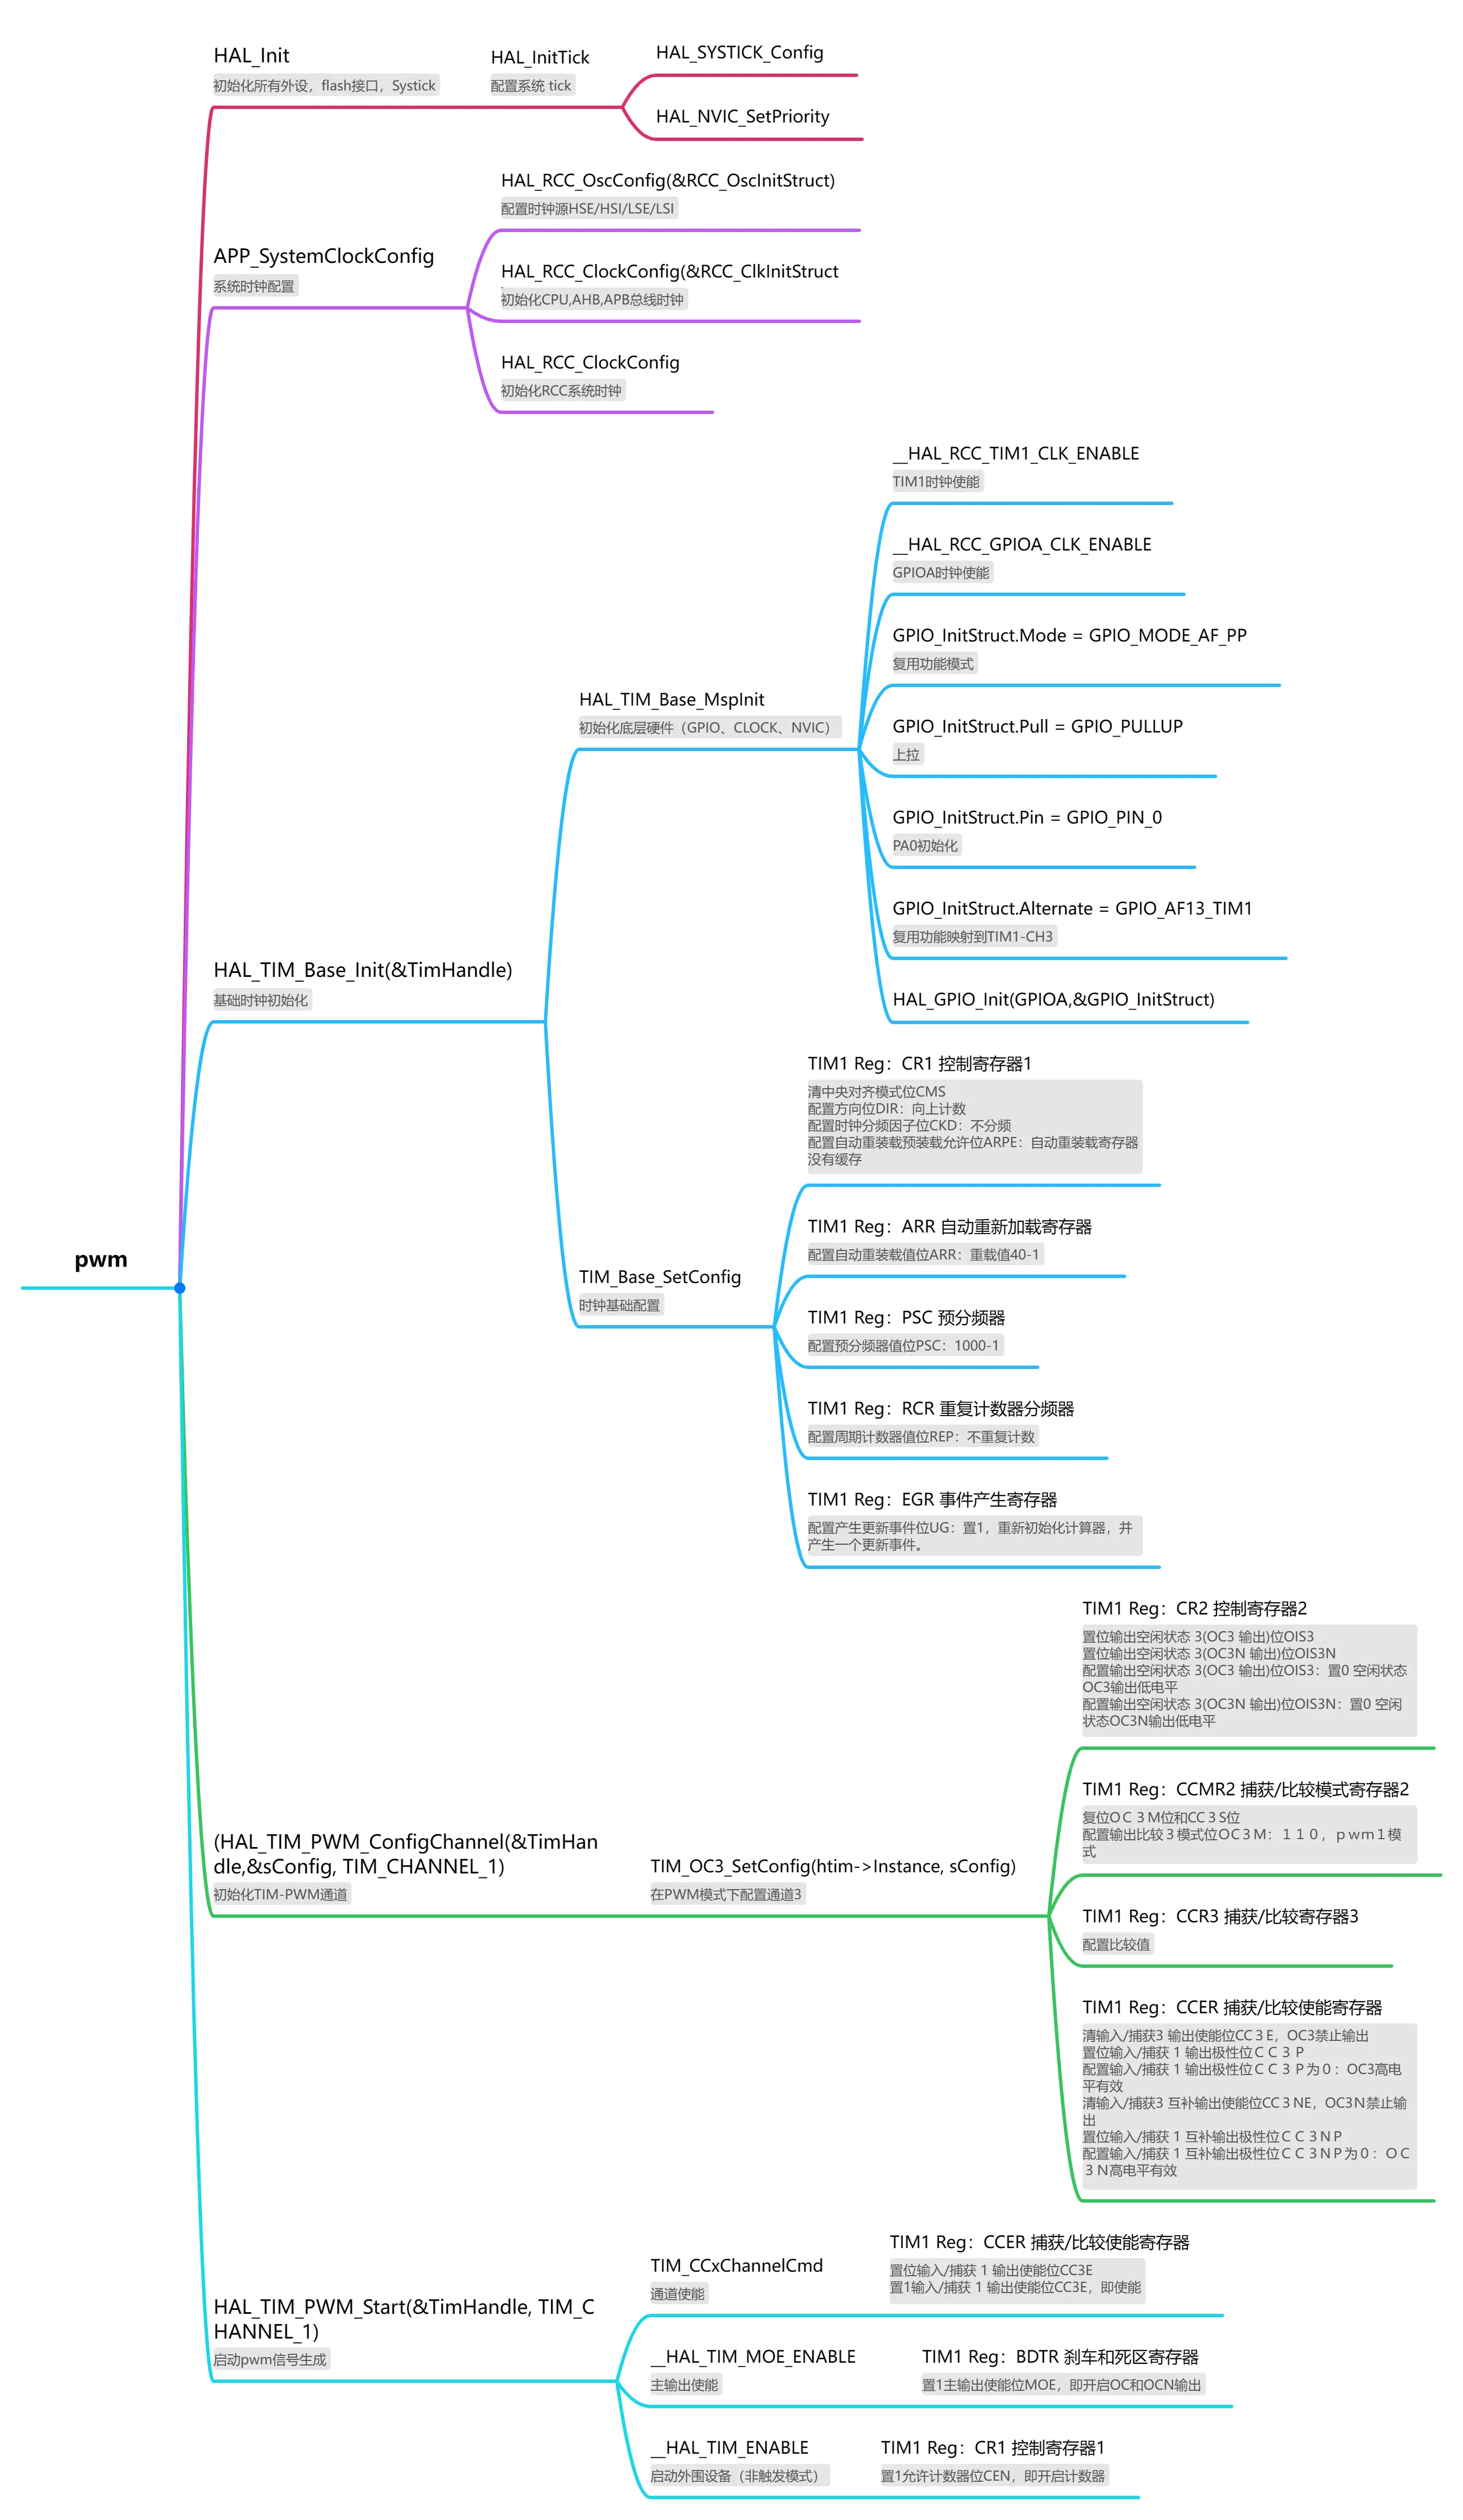 HAL_Init
初始化所有外设，flash接口，Systick
HAL_InitTick
配置系统 tick
HAL_SYSTICK_Config
HAL_NVIC_SetPriority
APP_SystemClockConfig
系统时钟配置
HAL_RCC_OscConfig(&RCC_OscInitStruct)
配置时钟源HSE/HSI/LSE/LSI
HAL_RCC_ClockConfig(&RCC_ClkInitStruct
初始化CPU,AHB,APB总线时钟
HAL_RCC_ClockConfig
初始化RCC系统时钟
HAL_TIM_Base_Init(&TimHandle)
基础时钟初始化
HAL_TIM_Base_MspInit
初始化底层硬件（GPIO、CLOCK、NVIC）
__HAL_RCC_TIM1_CLK_ENABLE
TIM1时钟使能
__HAL_RCC_GPIOA_CLK_ENABLE
GPIOA时钟使能
GPIO_InitStruct.Mode = GPIO_MODE_AF_PP
复用功能模式
GPIO_InitStruct.Pull = GPIO_PULLUP
上拉
GPIO_InitStruct.Pin = GPIO_PIN_0
PA0初始化
GPIO_InitStruct.Alternate = GPIO_AF13_TIM1
复用功能映射到TIM1-CH3
HAL_GPIO_Init(GPIOA,&GPIO_InitStruct)
TIM_Base_SetConfig
时钟基础配置
TIM1 Reg：CR1 控制寄存器1
清中央对齐模式位CMS
配置方向位DIR：向上计数
配置时钟分频因子位CKD：不分频
配置自动重装载预装载允许位ARPE：自动重装载寄存器
没有缓存
TIM1 Reg：ARR 自动重新加载寄存器
配置自动重装载值位ARR：重载值40-1
TIM1 Reg：PSC 预分频器
配置预分频器值位PSC：1000-1
TIM1 Reg：RCR 重复计数器分频器
配置周期计数器值位REP：不重复计数
TIM1 Reg：EGR 事件产生寄存器
配置产生更新事件位UG：置1，重新初始化计算器，并
产生一个更新事件。
pwm
(HAL_TIM_PWM_ConfigChannel(&TimHan
dle,&sConfig, TIM_CHANNEL_1)
初始化TIM-PWM通道
TIM_OC3_SetConfig(htim->Instance, sConfig)
在PWM模式下配置通道3
TIM1 Reg：CR2 控制寄存器2
置位输出空闲状态 3(OC3 输出)位OIS3
置位输出空闲状态 3(OC3N 输出)位OIS3N
配置输出空闲状态 3(OC3 输出)位OIS3：置0 空闲状态
OC3输出低电平
配置输出空闲状态 3(OC3N 输出)位OIS3N：置0 空闲
状态OC3N输出低电平
TIM1 Reg：CCMR2 捕获/比较模式寄存器2
复位ＯＣ３Ｍ位和CC３Ｓ位
配置输出比较３模式位ＯＣ３Ｍ：１１０，ｐｗｍ１模
式
TIM1 Reg：CCR3 捕获/比较寄存器3
配置比较值
TIM1 Reg：CCER 捕获/比较使能寄存器
清输入/捕获3 输出使能位CC３Ｅ，OC3禁止输出
置位输入/捕获１输出极性位ＣＣ３Ｐ
配置输入/捕获１输出极性位ＣＣ３Ｐ为０：OC3高电
平有效
清输入/捕获3 互补输出使能位CC３NE，OC3Ｎ禁止输
出
置位输入/捕获１互补输出极性位ＣＣ３ＮＰ
配置输入/捕获１互补输出极性位ＣＣ３ＮＰ为０：ＯＣ
３Ｎ高电平有效
HAL_TIM_PWM_Start(&TimHandle, TIM_C
HANNEL_1)
启动pwm信号生成
TIM_CCxChannelCmd
通道使能
TIM1 Reg：CCER 捕获/比较使能寄存器
置位输入/捕获１输出使能位CC3E
置1输入/捕获１输出使能位CC3E，即使能
__HAL_TIM_MOE_ENABLE
主输出使能
TIM1 Reg：BDTR 刹车和死区寄存器
置1主输出使能位MOE，即开启OC和OCN输出
__HAL_TIM_ENABLE
启动外围设备（非触发模式）
TIM1 Reg：CR1 控制寄存器1
置1允许计数器位CEN，即开启计数器